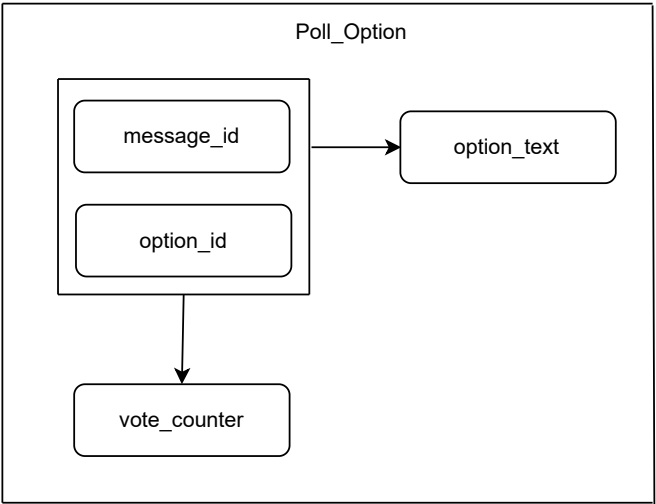 Poll_Option
message_id
option_text
option_id
vote_counter